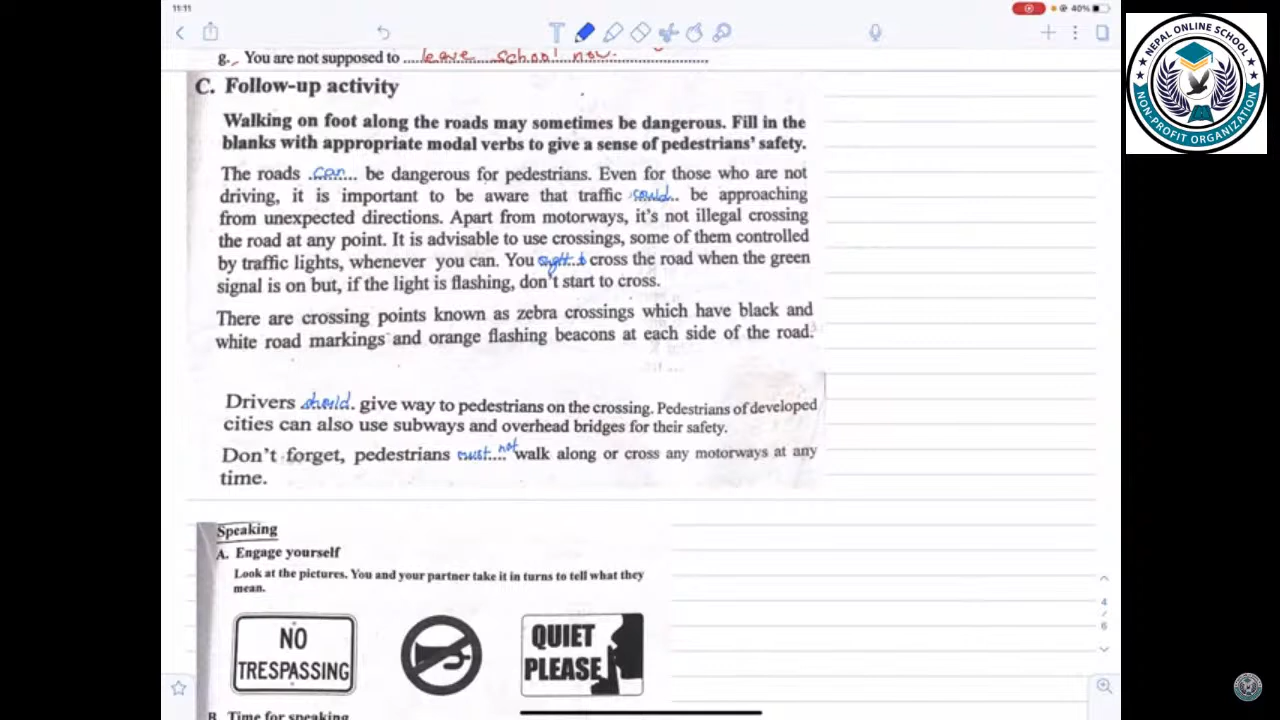 11:11
40%
NEPAL ONLINE SCHOOL
NON-PROFIT ORGANIZATION
g. You are not supposed to leave school now.
C. Follow-up activity
Walking on foot along the roads may sometimes be dangerous. Fill in the
blanks with appropriate modal verbs to give a sense of pedestrians' safety.
The roads can be dangerous for pedestrians. Even for those who are not
driving, it is important to be aware that traffic could be approaching
from unexpected directions. Apart from motorways, it's not illegal crossing
the road at any point. It is advisable to use crossings, some of them controlled
by traffic lights, whenever you can. You ought to cross the road when the green
signal is on but, if the light is flashing, don't start to cross.
There are crossing points known as zebra crossings which have black and
white road markings and orange flashing beacons at each side of the road.
Drivers should give way to pedestrians on the crossing. Pedestrians of developed
cities can also use subways and overhead bridges for their safety.
Don't forget, pedestrians must not walk along or cross any motorways at any
time.
Speaking
A. Engage yourself
Look at the pictures. You and your partner take it in turns to tell what they
mean.
NO
TRESPASSING
QUIET
PLEASE
B. Time for speaking
4
/
6